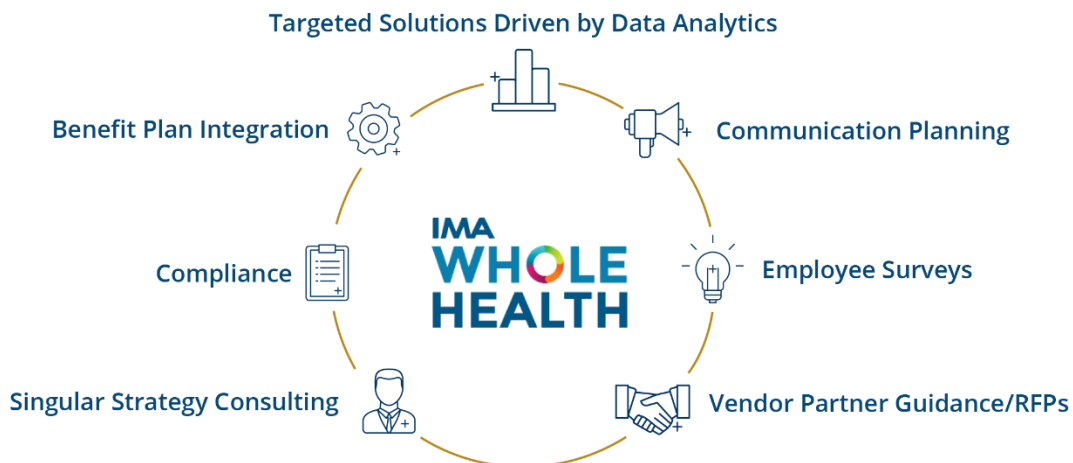 Targeted Solutions Driven by Data Analytics
Benefit Plan Integration
Communication Planning
IMA
WHOLE
HEALTH
Compliance
Employee Surveys
Singular Strategy Consulting
Vendor Partner Guidance/RFPs